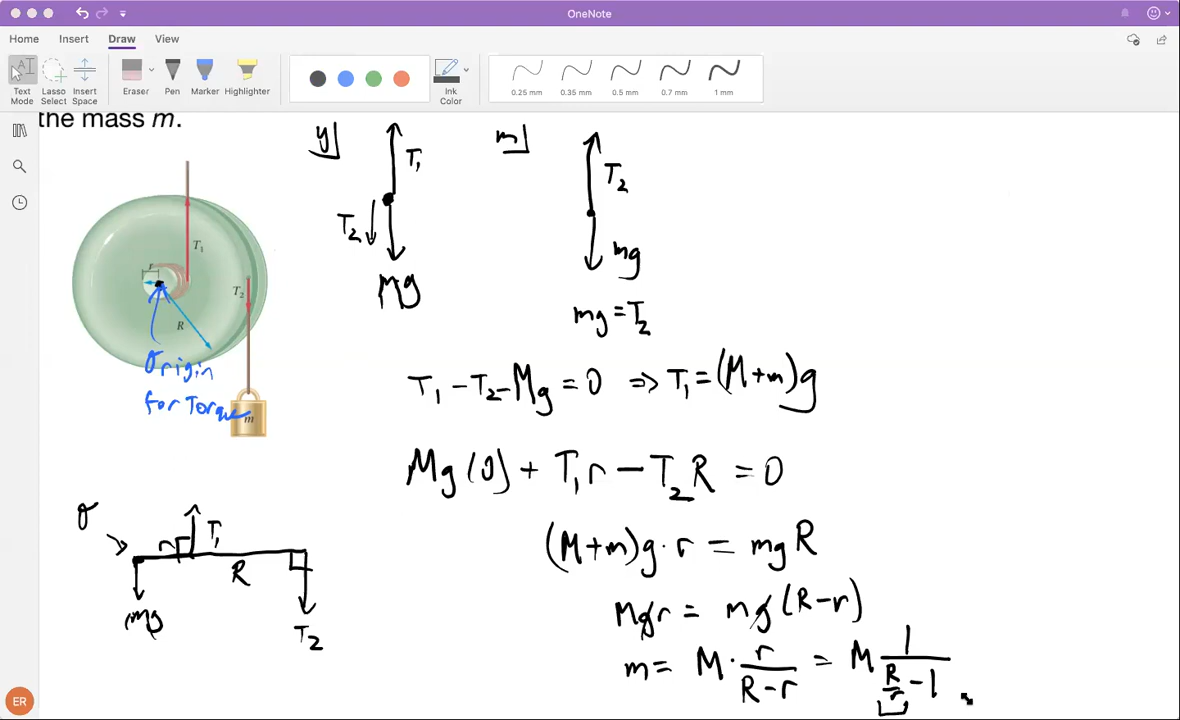 OneNote
Home Insert Draw View
Text Mode
Lasso Select
Insert Space
Eraser
Pen
Marker
Highlighter
Ink Color
0.25 mm
0.35 mm
0.5 mm
0.7 mm
1 mm
the mass m.
y
T₁
T₂
Mg
m
T₂
mg
mg = T₂
T₁
r
T₂
R
m
Origin
for Torque
T₁ - T₂ - Mg = 0 ⇒ T₁ = (M+m)g
Mg(0) + T₁r - T₂R = 0
(M+m)g·r = mgR
Mgr = mg(R-r)
m = M · r/(R-r) = M 1/(R/r - 1)
O
r
T₁
R
Mg
T₂
ER